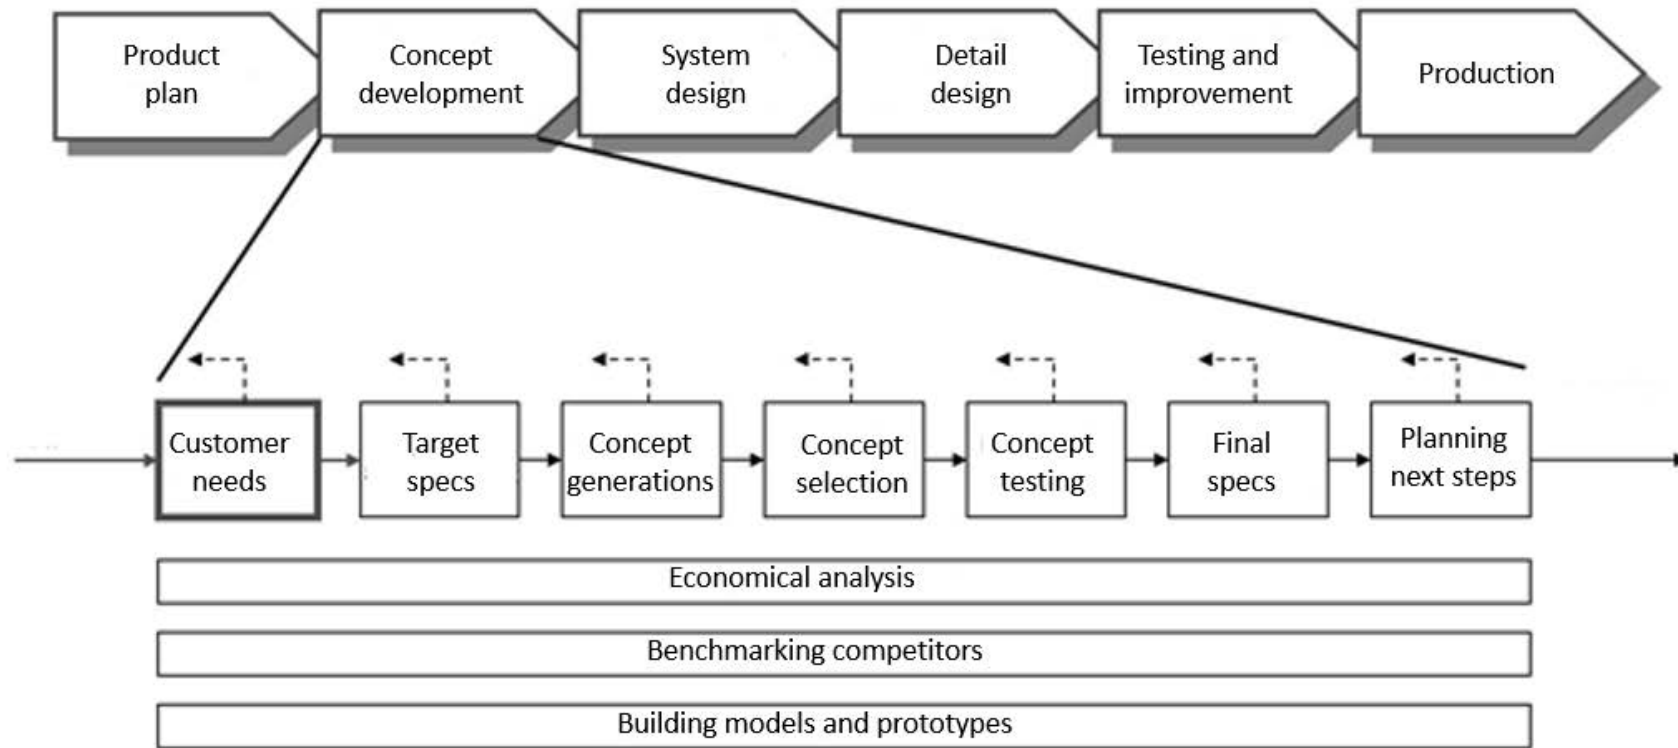 Product
plan
Concept
development
System
design
Detail
design
Testing and
improvement
Production
Customer
needs
Target
specs
Concept
generations
Concept
selection
Concept
testing
Final
specs
Planning
next steps
Economical analysis
Benchmarking competitors
Building models and prototypes